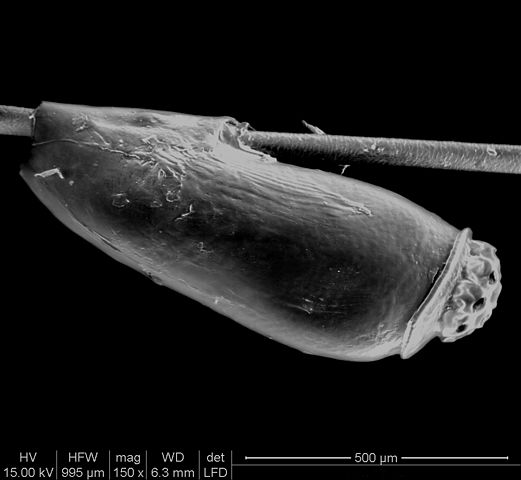 HV HFW mag WD det 500 µm
15.00 kV 995 µm 150 x 6.3 mm LFD